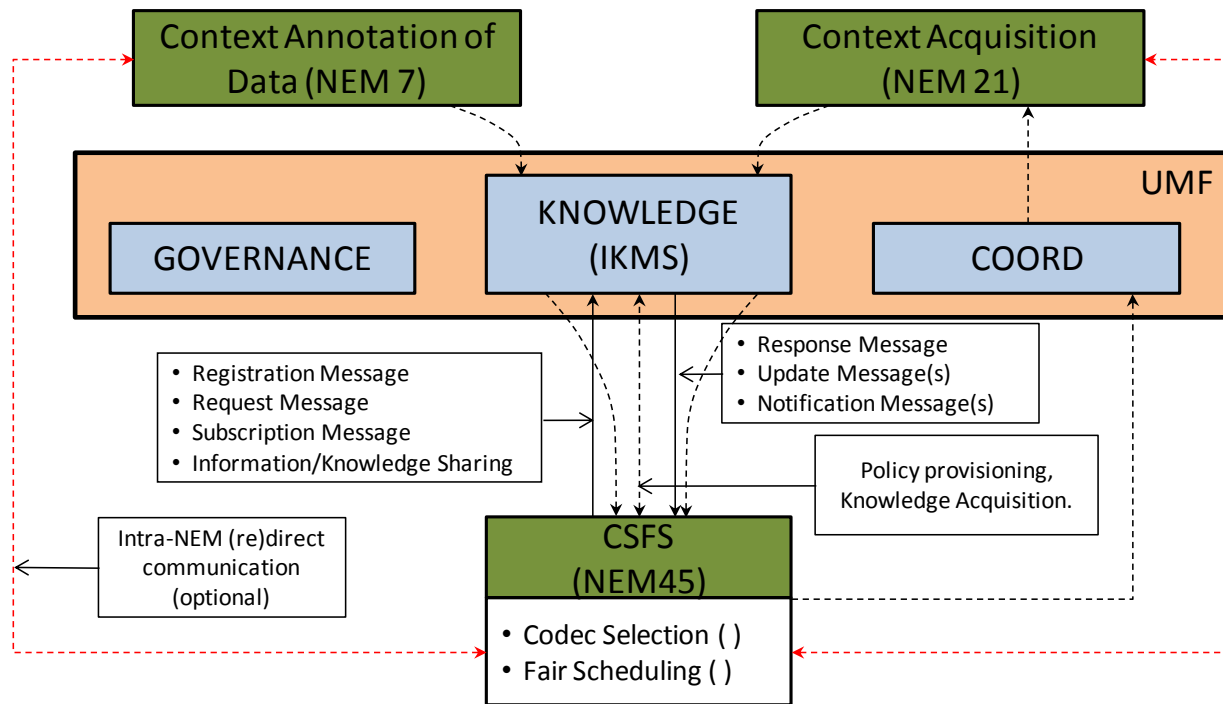 Context Annotation of
Data (NEM 7)
Context Acquisition
(NEM 21)
UMF
GOVERNANCE
KNOWLEDGE
(IKMS)
COORD
• Registration Message
• Request Message
• Subscription Message
• Information/Knowledge Sharing
• Response Message
• Update Message(s)
• Notification Message(s)
Policy provisioning,
Knowledge Acquisition.
Intra-NEM (re)direct
communication
(optional)
CSFS
(NEM45)
• Codec Selection ( )
• Fair Scheduling ( )